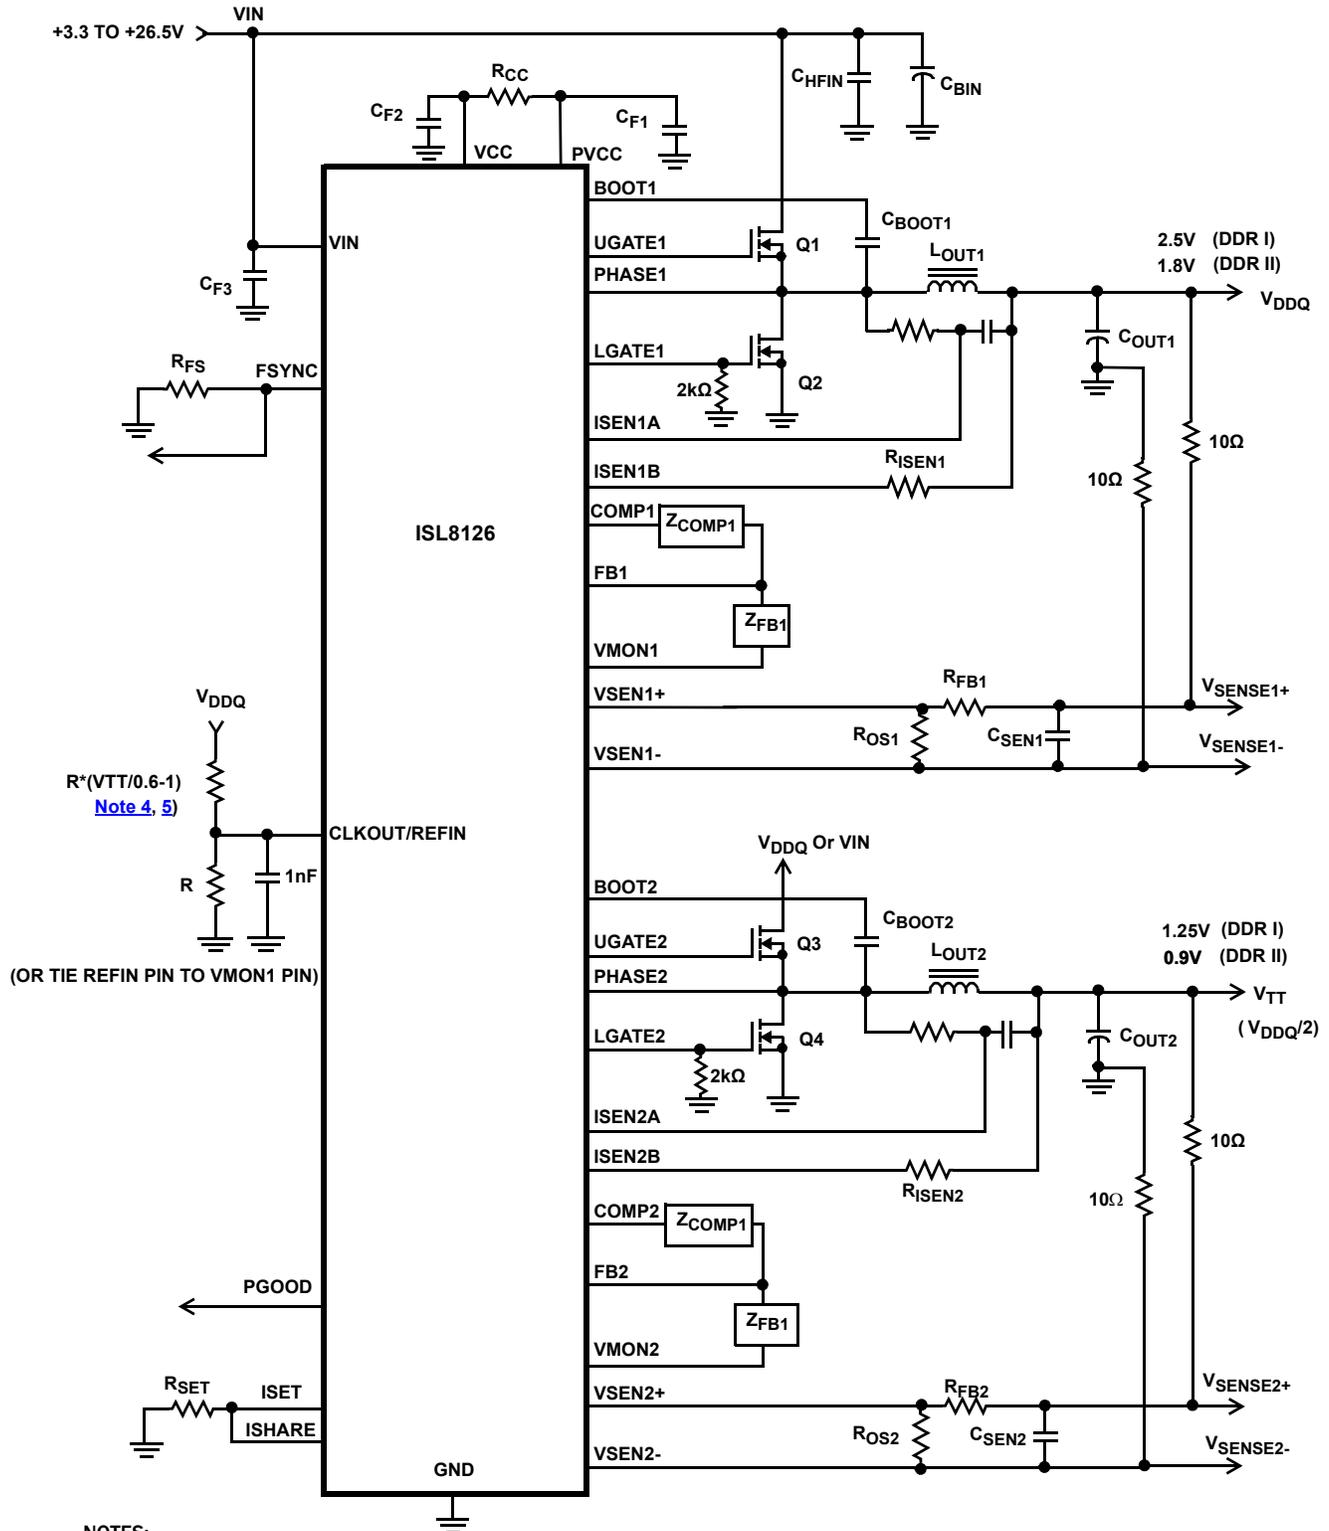 VIN
+3.3 TO +26.5V
RCC
CF2
CF1
CHFIN
CBIN
VCC
PVCC
BOOT1
CBOOT1
VIN
UGATE1
Q1
LOUT1
2.5V (DDR I)
1.8V (DDR II)
PHASE1
VDDQ
CF3
LGATE1
COUT1
RFS
FSYNC
2kΩ
Q2
ISEN1A
10Ω
ISEN1B
RISEN1
10Ω
COMP1
ZCOMP1
ISL8126
FB1
ZFB1
VMON1
VSEN1+
RFB1
VSENSE1+
VDDQ
ROS1
CSEN1
VSENSE1-
VSEN1-
R*(VTT/0.6-1)
Note 4, 5)
CLKOUT/REFIN
VDDQ Or VIN
R
1nF
BOOT2
CBOOT2
UGATE2
Q3
LOUT2
1.25V (DDR I)
0.9V (DDR II)
(OR TIE REFIN PIN TO VMON1 PIN)
PHASE2
VTT
(VDDQ/2)
LGATE2
Q4
COUT2
2kΩ
ISEN2A
10Ω
ISEN2B
RISEN2
10Ω
COMP2
ZCOMP1
FB2
PGOOD
ZFB1
VMON2
RSET
ISET
VSEN2+
RFB2
VSENSE2+
ISHARE
ROS2
CSEN2
VSENSE2-
VSEN2-
GND
NOTES: